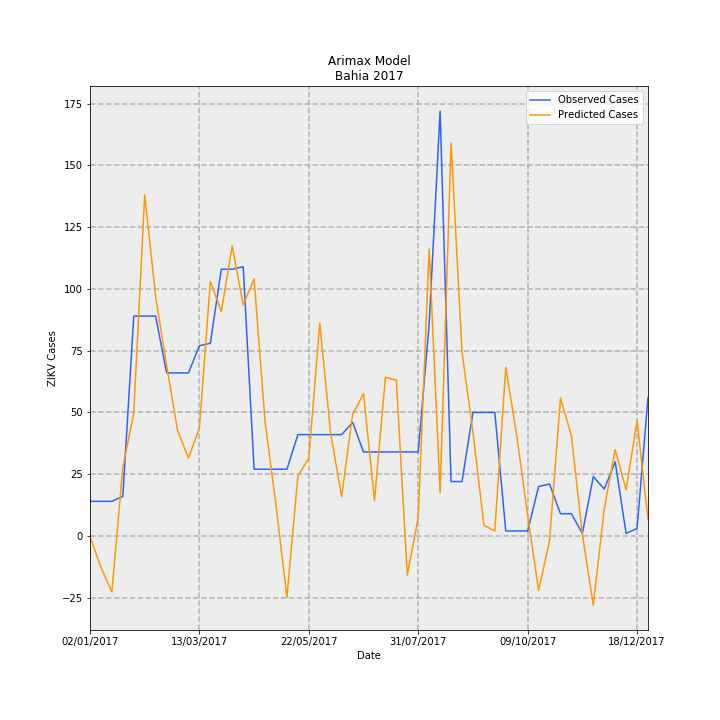 Arimax Model
Bahia 2017
Observed Cases
Predicted Cases
175
150
125
100
75
50
25
0
−25
ZIKV Cases
02/01/2017 13/03/2017 22/05/2017 31/07/2017 09/10/2017 18/12/2017
Date